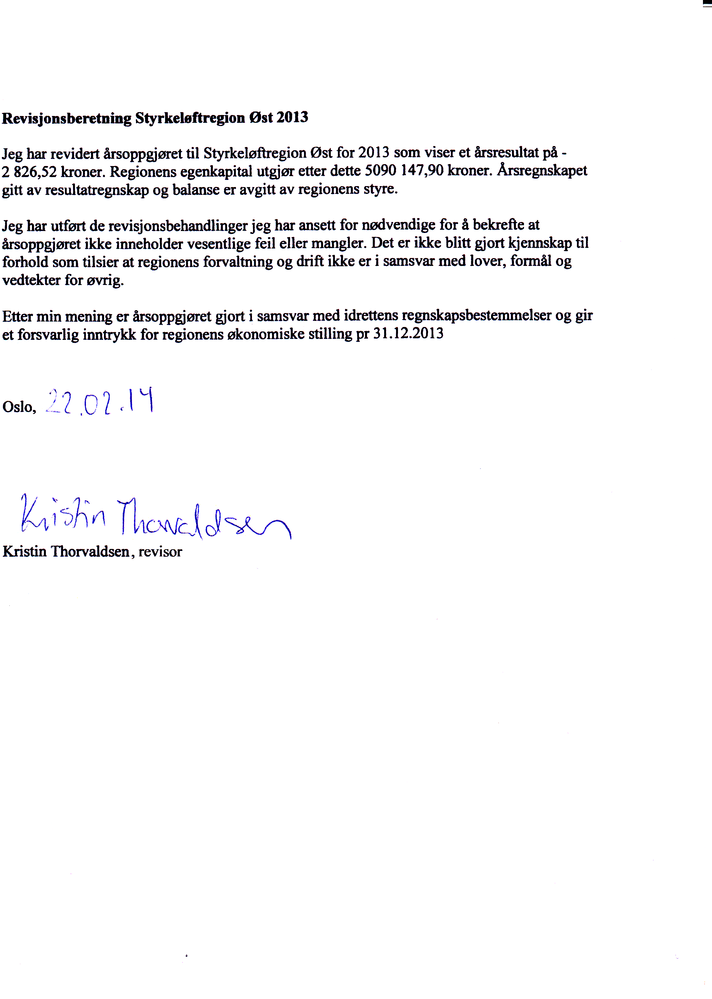 Revisjonsberetning Styrkeløftregion Øst 2013
Jeg har revidert årsoppgjøret til Styrkeløftregion Øst for 2013 som viser et årsresultat på -
2 826,52 kroner. Regionens egenkapital utgjør etter dette 5090 147,90 kroner. Årsregnskapet
gitt av resultatregnskap og balanse er avgitt av regionens styre.
Jeg har utført de revisjonsbehandlinger jeg har ansett for nødvendige for å bekrefte at
årsoppgjøret ikke inneholder vesentlige feil eller mangler. Det er ikke blitt gjort kjennskap til
forhold som tilsier at regionens forvaltning og drift ikke er i samsvar med lover, formål og
vedtekter for øvrig.
Etter min mening er årsoppgjøret gjort i samsvar med idrettens regnskapsbestemmelser og gir
et forsvarlig inntrykk for regionens økonomiske stilling pr 31.12.2013
Oslo, 22.02.14
Kristin Thorvaldsen
Kristin Thorvaldsen, revisor